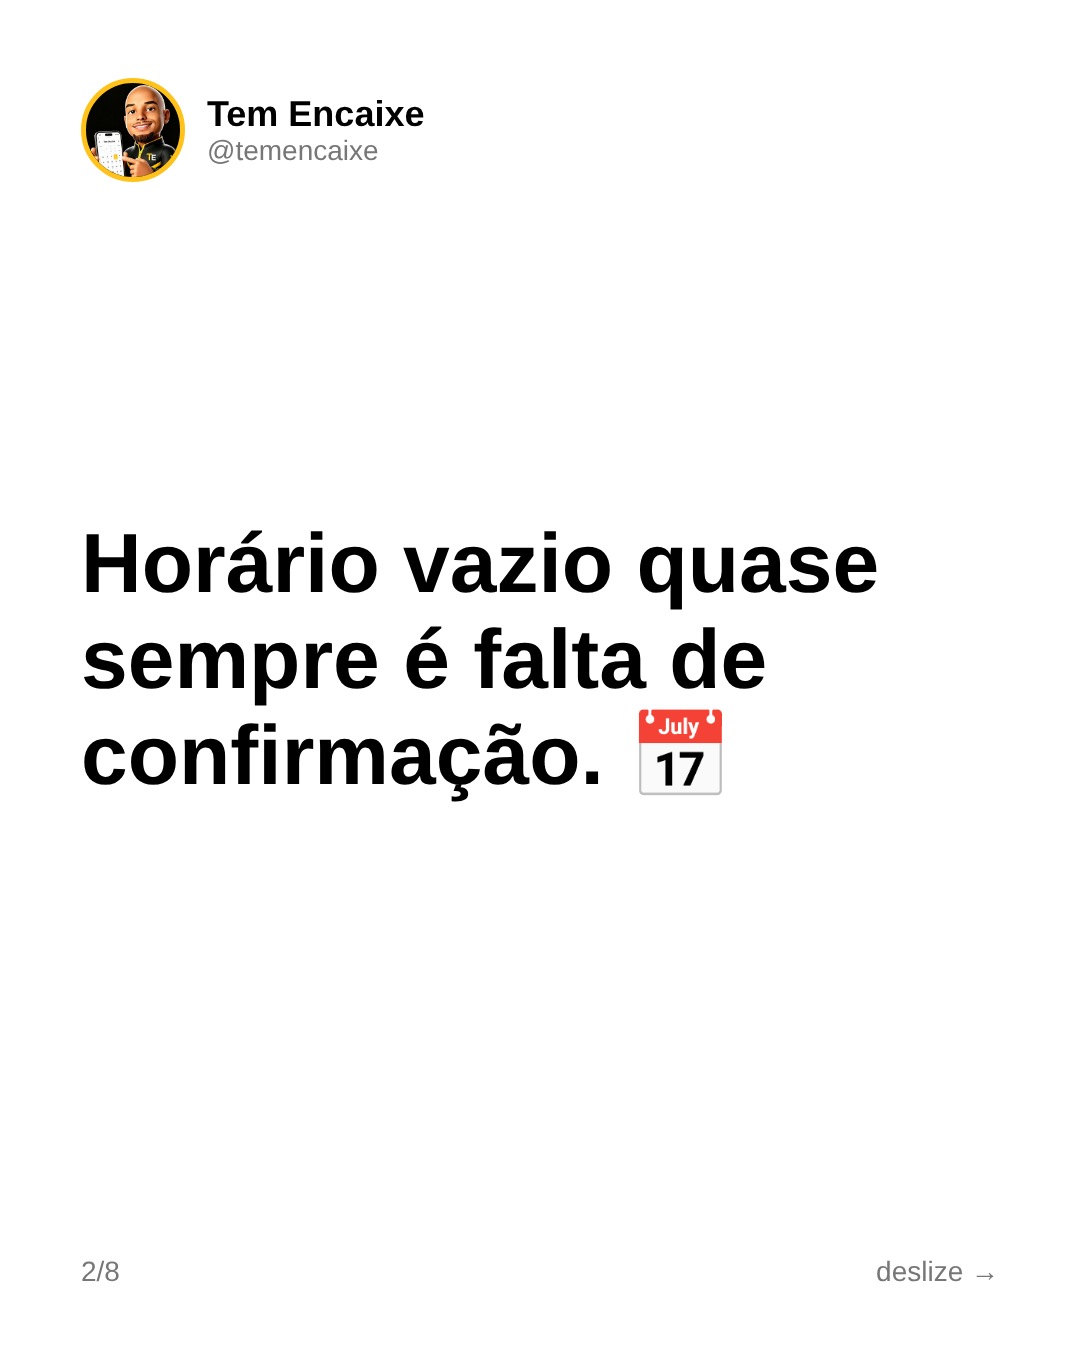 Tem Encaixe
@temencaixe
Horário vazio quase
sempre é falta de
confirmação. 📅
July
17
2/8
deslize →